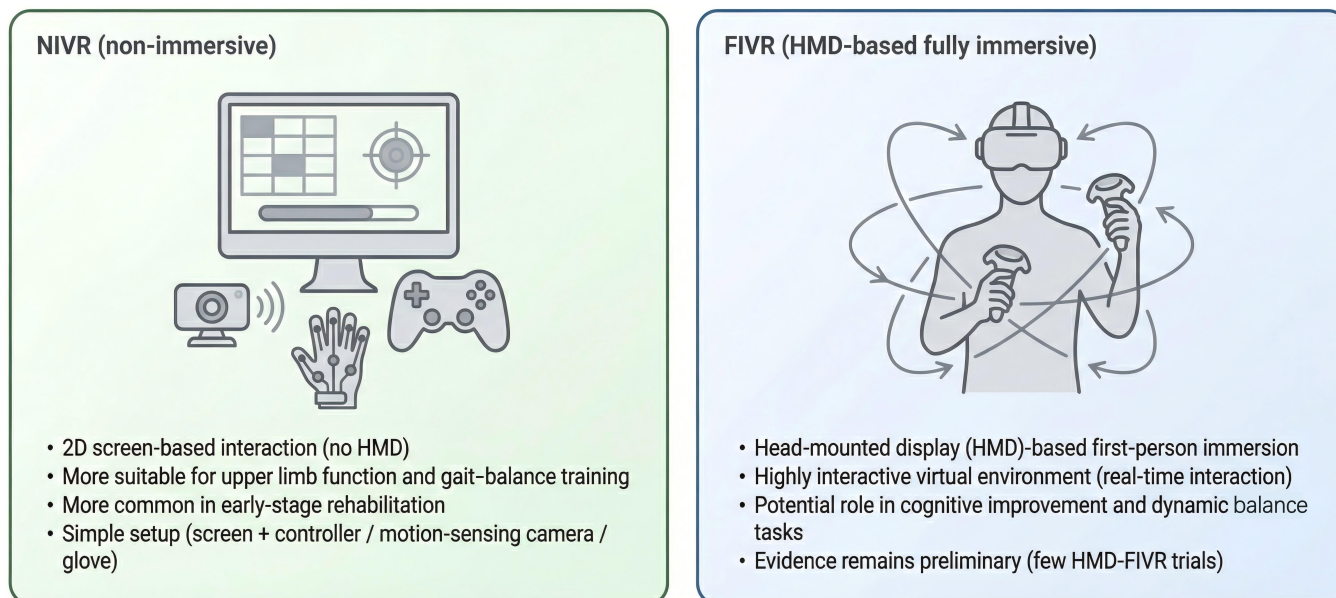 NIVR (non-immersive)
• 2D screen-based interaction (no HMD)
• More suitable for upper limb function and gait–balance training
• More common in early-stage rehabilitation
• Simple setup (screen + controller / motion-sensing camera /
glove)
FIVR (HMD-based fully immersive)
• Head-mounted display (HMD)-based first-person immersion
• Highly interactive virtual environment (real-time interaction)
• Potential role in cognitive improvement and dynamic balance
tasks
• Evidence remains preliminary (few HMD-FIVR trials)